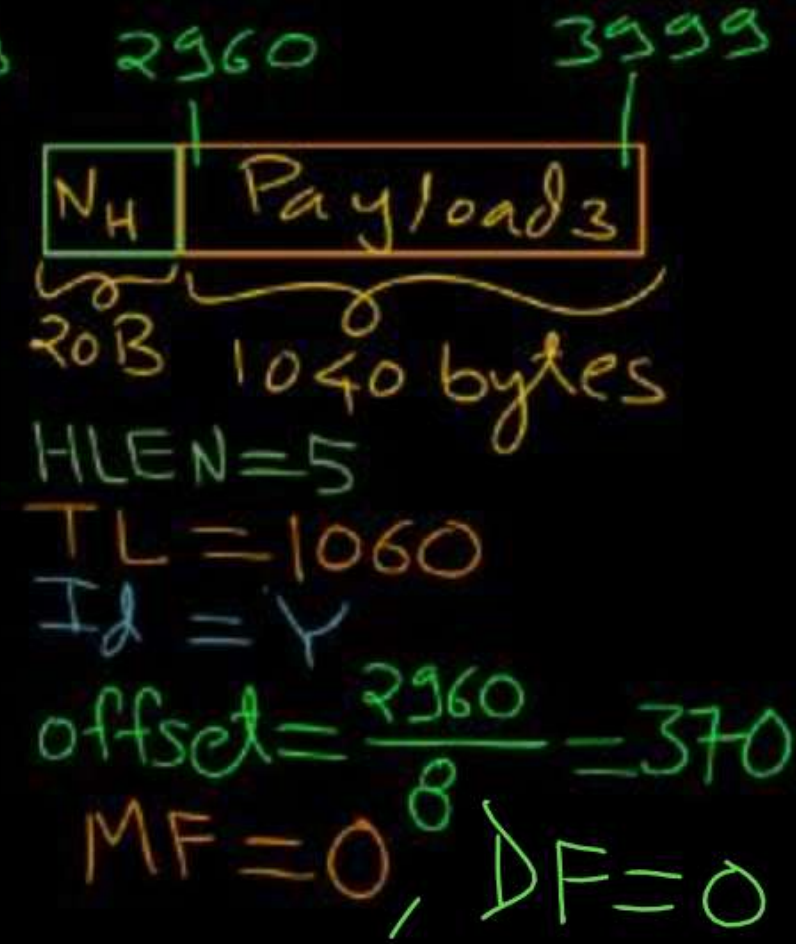 2960 3999
NH Payload3
20B 1040 bytes
HLEN=5
TL=1060
Id=Y
offset=2960/8=370
MF=0, DF=0